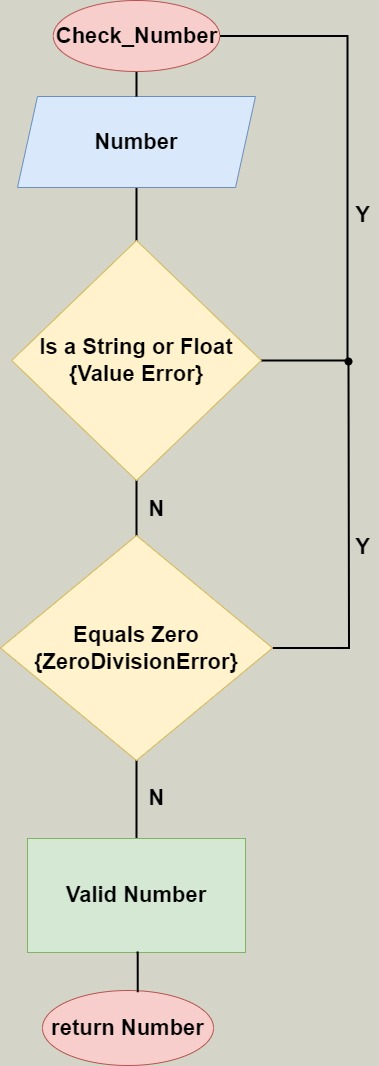 Check_Number
Number
Y
Is a String or Float
{Value Error}
N
Y
Equals Zero
{ZeroDivisionError}
N
Valid Number
return Number